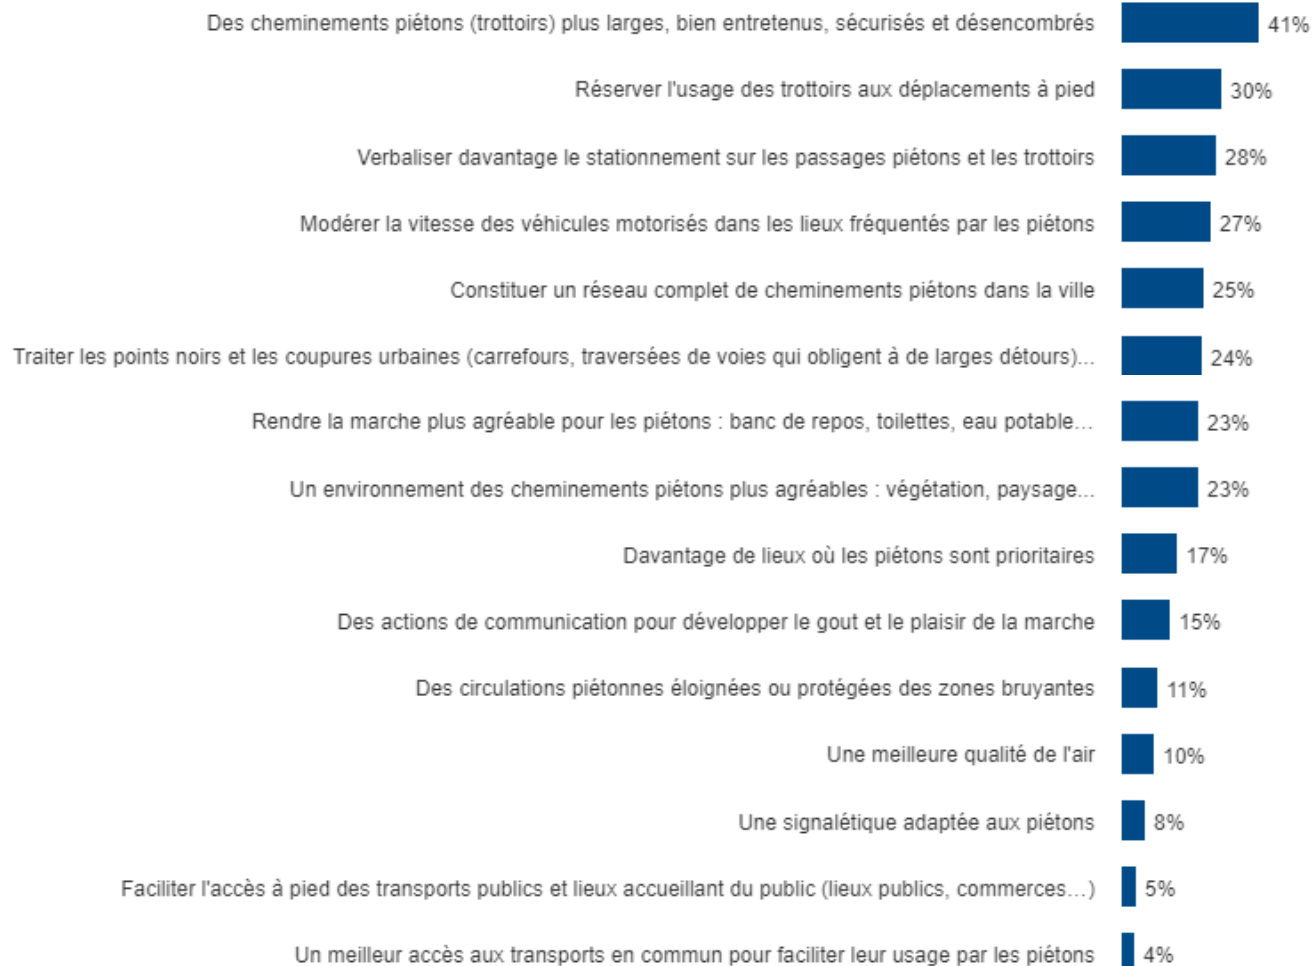 Des cheminements piétons (trottoirs) plus larges, bien entretenus, sécurisés et désencombrés 41%
Réserver l'usage des trottoirs aux déplacements à pied 30%
Verbaliser davantage le stationnement sur les passages piétons et les trottoirs 28%
Modérer la vitesse des véhicules motorisés dans les lieux fréquentés par les piétons 27%
Constituer un réseau complet de cheminements piétons dans la ville 25%
Traiter les points noirs et les coupures urbaines (carrefours, traversées de voies qui obligent à de larges détours)... 24%
Rendre la marche plus agréable pour les piétons : banc de repos, toilettes, eau potable... 23%
Un environnement des cheminements piétons plus agréables : végétation, paysage... 23%
Davantage de lieux où les piétons sont prioritaires 17%
Des actions de communication pour développer le gout et le plaisir de la marche 15%
Des circulations piétonnes éloignées ou protégées des zones bruyantes 11%
Une meilleure qualité de l'air 10%
Une signalétique adaptée aux piétons 8%
Faciliter l'accès à pied des transports publics et lieux accueillant du public (lieux publics, commerces...) 5%
Un meilleur accès aux transports en commun pour faciliter leur usage par les piétons 4%